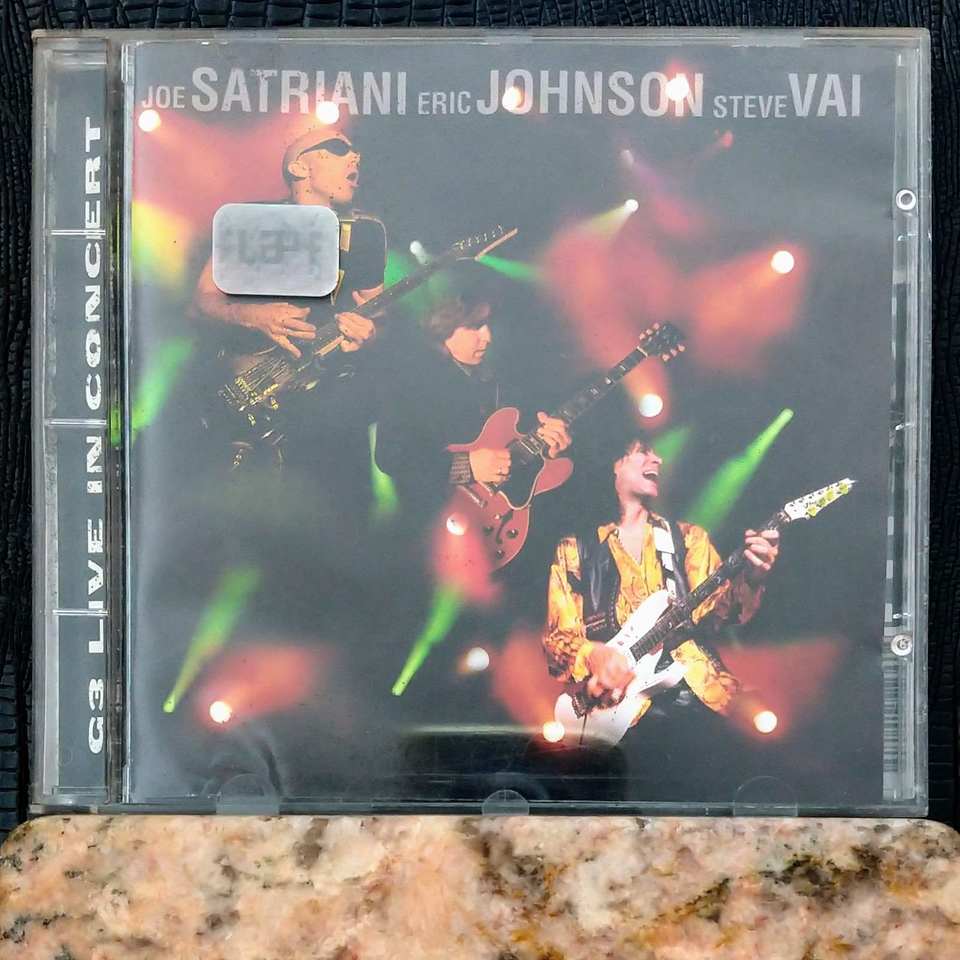 JOE SATRIANI ERIC JOHNSON STEVE VAI
G3 LIVE IN CONCERT